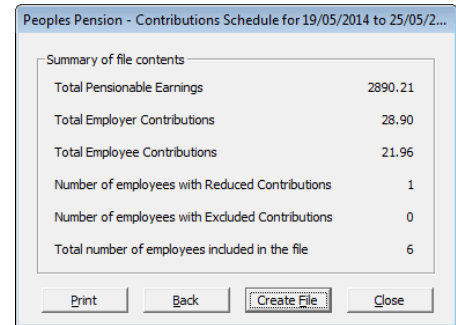 Peoples Pension - Contributions Schedule for 19/05/2014 to 25/05/2...
Summary of file contents
Total Pensionable Earnings 2890.21
Total Employer Contributions 28.90
Total Employee Contributions 21.96
Number of employees with Reduced Contributions 1
Number of employees with Excluded Contributions 0
Total number of employees included in the file 6
Print Back Create File Close